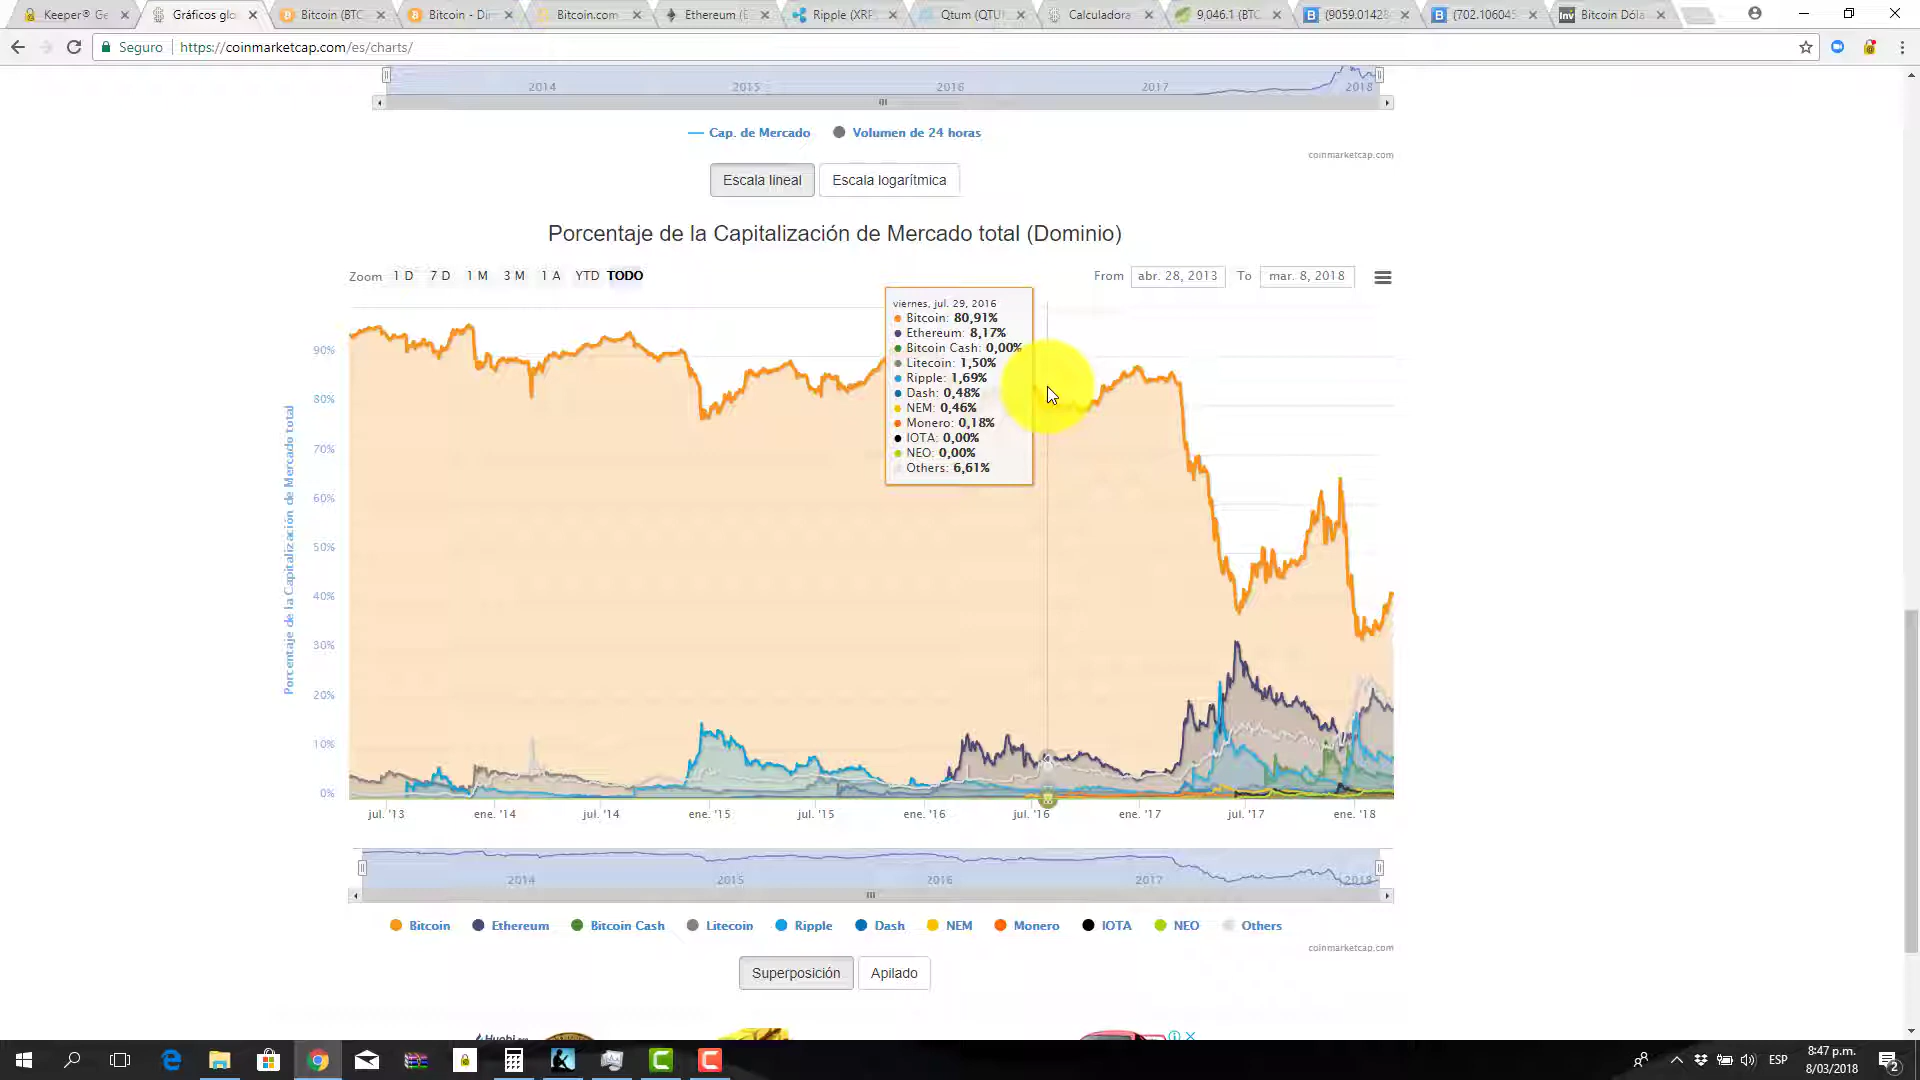 Keeper® Ge
Gráficos glo
Bitcoin (BTC
Bitcoin - Di
Bitcoin.com
Ethereum (E
Ripple (XRP
Qtum (QTU
Calculadora
9,046.1 (BTC
(9059.01428
(702.106045
Bitcoin Dóla
Seguro
https://coinmarketcap.com/es/charts/
2014 2015 2016 2017 2018
Cap. de Mercado Volumen de 24 horas
coinmarketcap.com
Escala lineal Escala logarítmica
Porcentaje de la Capitalización de Mercado total (Dominio)
Zoom 1 D 7 D 1 M 3 M 1 A YTD TODO
From abr. 28, 2013 To mar. 8, 2018
viernes, jul. 29, 2016
Bitcoin: 80,91%
Ethereum: 8,17%
Bitcoin Cash: 0,00%
Litecoin: 1,50%
Ripple: 1,69%
Dash: 0,48%
NEM: 0,46%
Monero: 0,18%
IOTA: 0,00%
NEO: 0,00%
Others: 6,61%
Porcentaje de la Capitalización de Mercado total
90%
80%
70%
60%
50%
40%
30%
20%
10%
0%
jul. '13 ene. '14 jul. '14 ene. '15 jul. '15 ene. '16 jul. '16 ene. '17 jul. '17 ene. '18
2014 2015 2016 2017 2018
Bitcoin Ethereum Bitcoin Cash Litecoin Ripple Dash NEM Monero IOTA NEO Others
coinmarketcap.com
Superposición Apilado
ESP
8:47 p.m.
8/03/2018
2